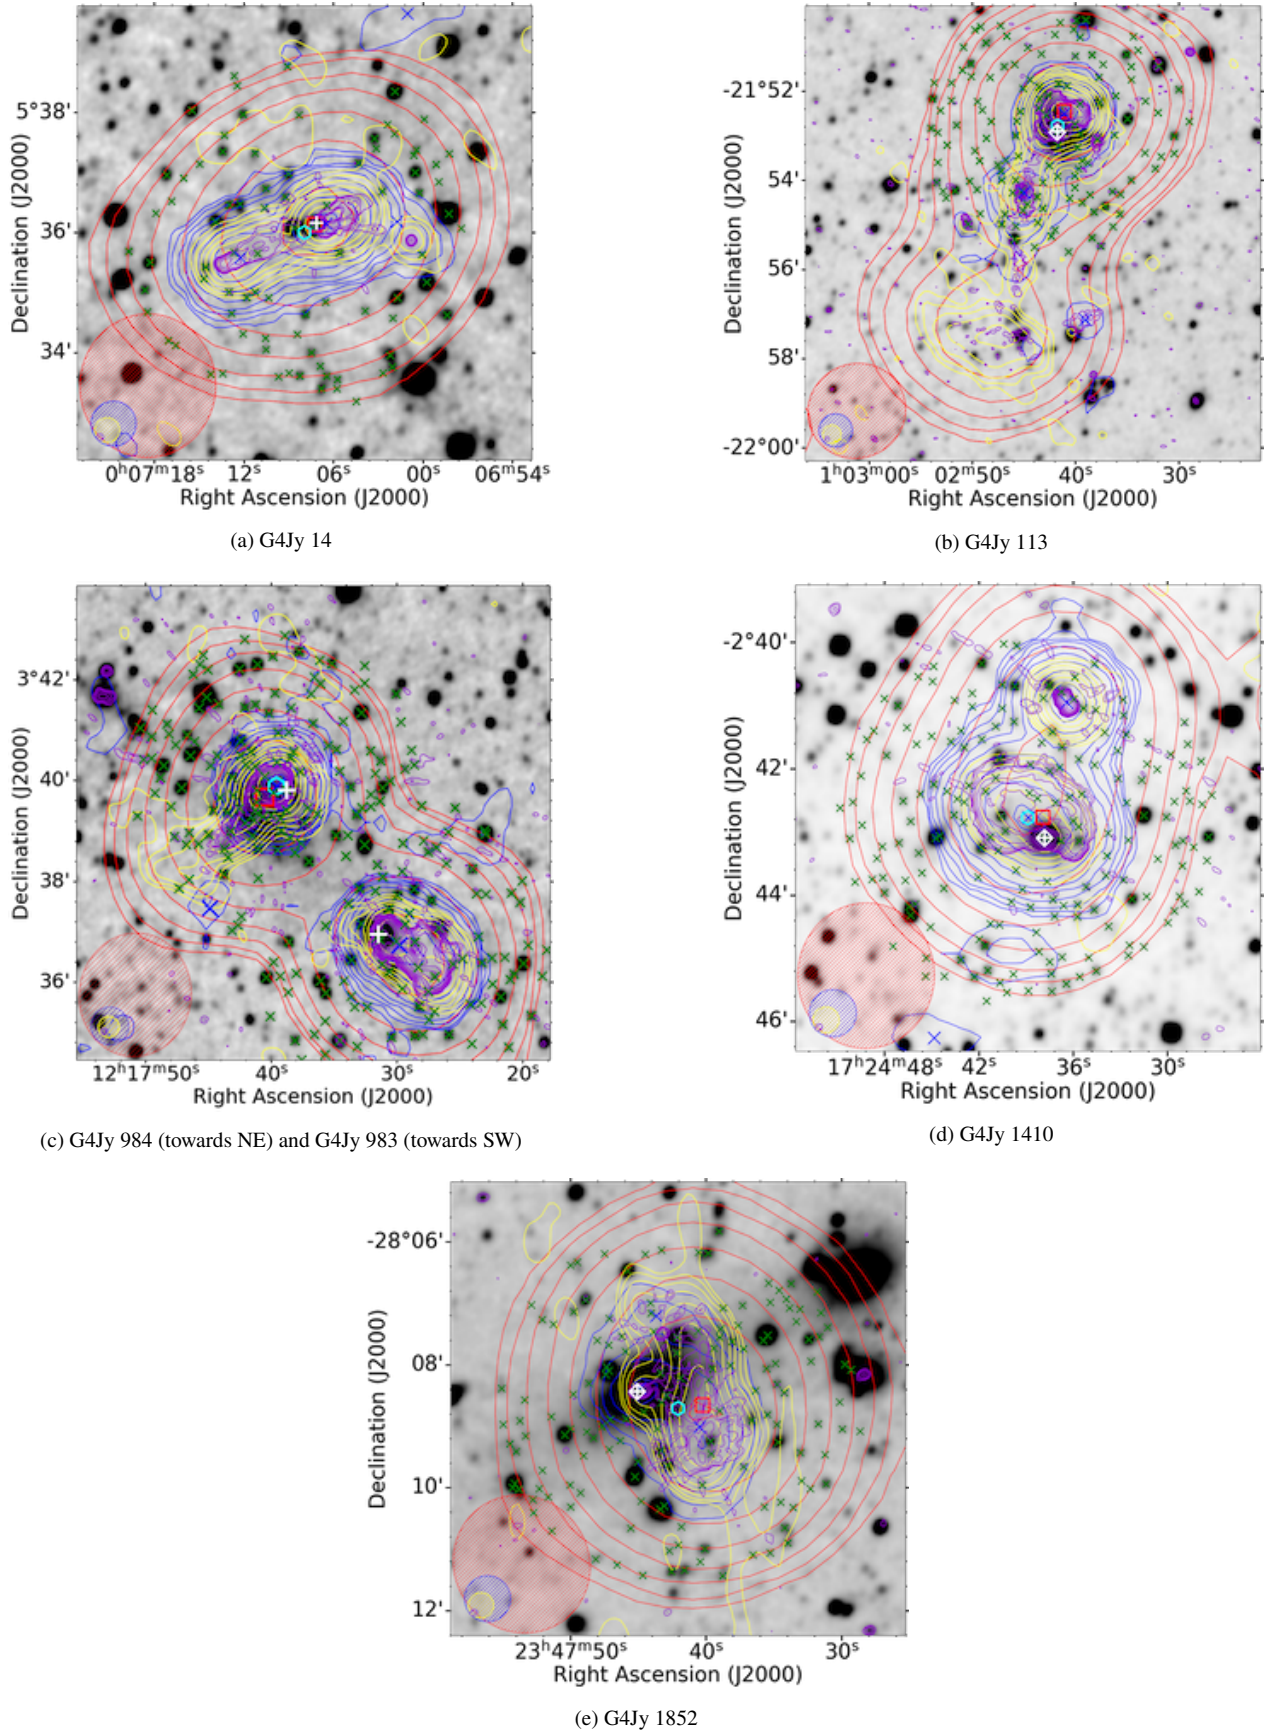 5°38'
36'
34'
Declination (J2000)
0ʰ07ᵐ18ˢ 12ˢ 06ˢ 00ˢ 06ᵐ54ˢ
Right Ascension (J2000)
(a) G4Jy 14
-21°52'
54'
56'
58'
-22°00'
Declination (J2000)
1ʰ03ᵐ00ˢ 02ᵐ50ˢ 40ˢ 30ˢ
Right Ascension (J2000)
(b) G4Jy 113
3°42'
40'
38'
36'
Declination (J2000)
12ʰ17ᵐ50ˢ 40ˢ 30ˢ 20ˢ
Right Ascension (J2000)
(c) G4Jy 984 (towards NE) and G4Jy 983 (towards SW)
-2°40'
42'
44'
46'
Declination (J2000)
17ʰ24ᵐ48ˢ 42ˢ 36ˢ 30ˢ
Right Ascension (J2000)
(d) G4Jy 1410
-28°06'
08'
10'
12'
Declination (J2000)
23ʰ47ᵐ50ˢ 40ˢ 30ˢ
Right Ascension (J2000)
(e) G4Jy 1852